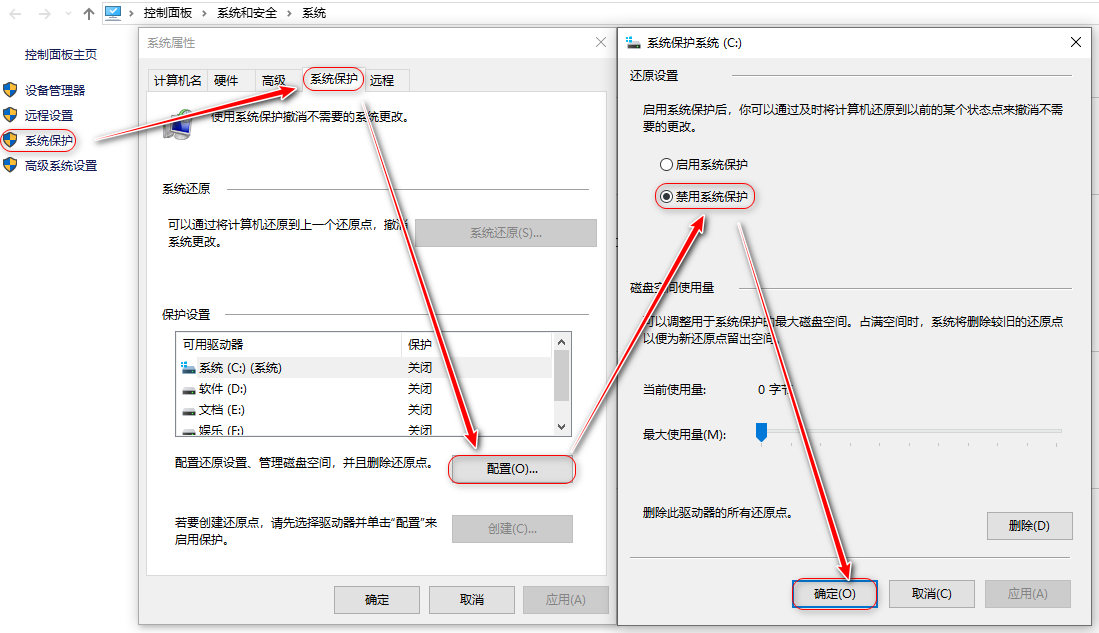 控制面板 › 系统和安全 › 系统
控制面板主页
设备管理器
远程设置
系统保护
高级系统设置
系统属性
计算机名 硬件 高级 系统保护 远程
使用系统保护撤消不需要的系统更改。
系统还原
可以通过将计算机还原到上一个还原点，撤消
系统更改。
系统还原(S)...
保护设置
可用驱动器 保护
系统 (C:) (系统) 关闭
软件 (D:) 关闭
文档 (E:) 关闭
娱乐 (F:) 关闭
配置还原设置、管理磁盘空间，并且删除还原点。
配置(O)...
若要创建还原点，请先选择驱动器并单击“配置”来
启用保护。
创建(C)...
确定 取消 应用(A)
系统保护系统 (C:)
还原设置
启用系统保护后，你可以通过及时将计算机还原到以前的某个状态点来撤消不需
要的更改。
启用系统保护
禁用系统保护
磁盘空间使用量
可以调整用于系统保护的最大磁盘空间。占满空间时，系统将删除较旧的还原点
以便为新还原点留出空间。
当前使用量: 0 字节
最大使用量(M):
删除此驱动器的所有还原点。
删除(D)
确定(O) 取消(C) 应用(A)